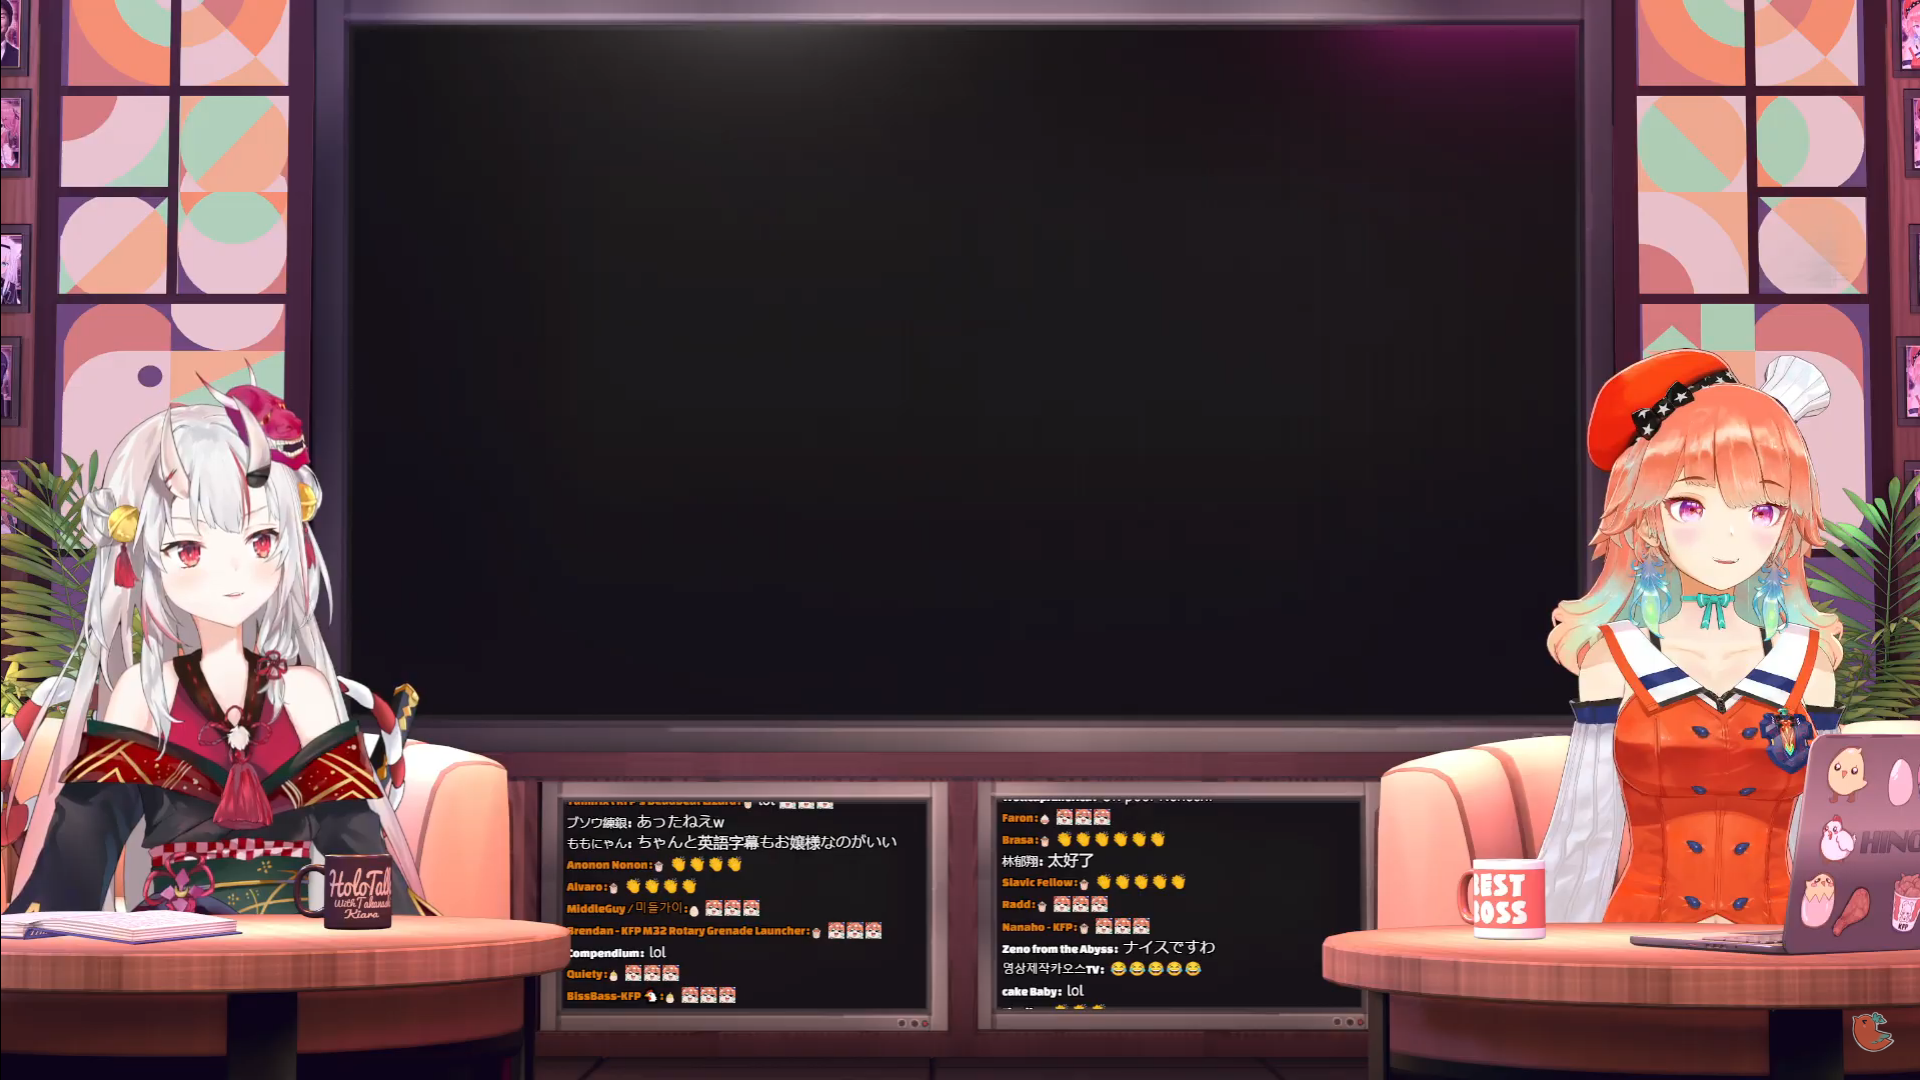 ブソウ錬銀: あったねえw
ももにゃん: ちゃんと英語字幕もお嬢様なのがいい
Anonon Nonon:
Alvaro:
MiddleGuy / 미들가이:
Brendan - KFP M32 Rotary Grenade Launcher:
Compendium: lol
Quiety:
BissBass-KFP
Faron:
Brasa:
林郁翔: 太好了
Slavic Fellow:
Radd:
Nanaho - KFP:
Zeno from the Abyss: ナイスですわ
영상제작카오스TV:
cake Baby: lol
HoloTalk
With Takanashi
Kiara
BEST
BOSS
KFP